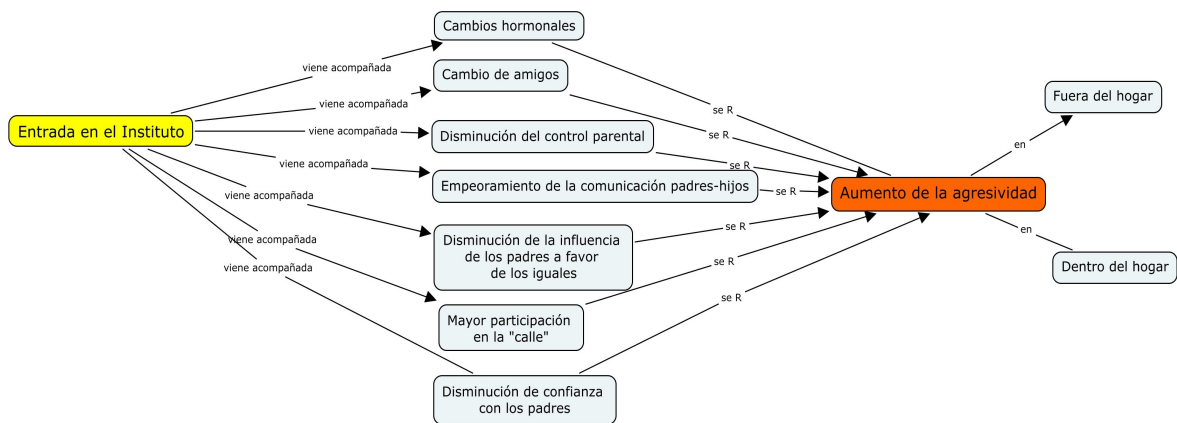 Cambios hormonales
viene acompañada
Cambio de amigos
viene acompañada
Entrada en el Instituto
viene acompañada
Disminución del control parental
viene acompañada
Empeoramiento de la comunicación padres-hijos
viene acompañada
Disminución de la influencia
de los padres a favor
de los iguales
viene acompañada
Mayor participación
en la "calle"
viene acompañada
Disminución de confianza
con los padres
se R
se R
se R
se R
se R
se R
se R
Aumento de la agresividad
en
Fuera del hogar
en
Dentro del hogar